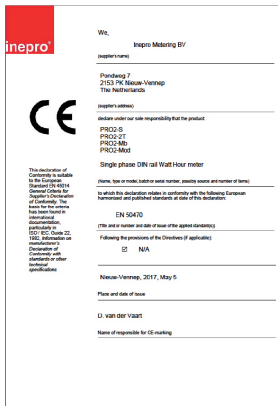 inepro®
We,
Inepro Metering BV
(supplier's name)
Pondweg 7
2153 PK Nieuw-Vennep
The Netherlands
(supplier's address)
CE
declare under our sole responsibility that the product:
PRO2-S
PRO2-2T
PRO2-Mb
PRO2-Mod
Single phase DIN rail Watt Hour meter
(Name, type or model, batch or serial number, possibly source and number of items)
This declaration of
Conformity is suitable
to the European
Standard EN 45014
General Criteria for
Supplier's Declaration
of Conformity. The
basis for the criteria
has been found in
international
documentation,
particularly in
ISO / IEC, Guide 22,
1982, Information on
manufacturer's
Declaration of
Conformity with
standards or other
technical
specifications
to which this declaration relates in conformity with the following European
harmonized and published standards at date of this declaration:
EN 50470
(Title and or number and date of issue of the applied standard(s))
Following the provisions of the Directives (if applicable):
☑ N/A
Nieuw-Vennep, 2017, May 5
Place and date of issue
D. van der Vaart
Name of responsible for CE-marking